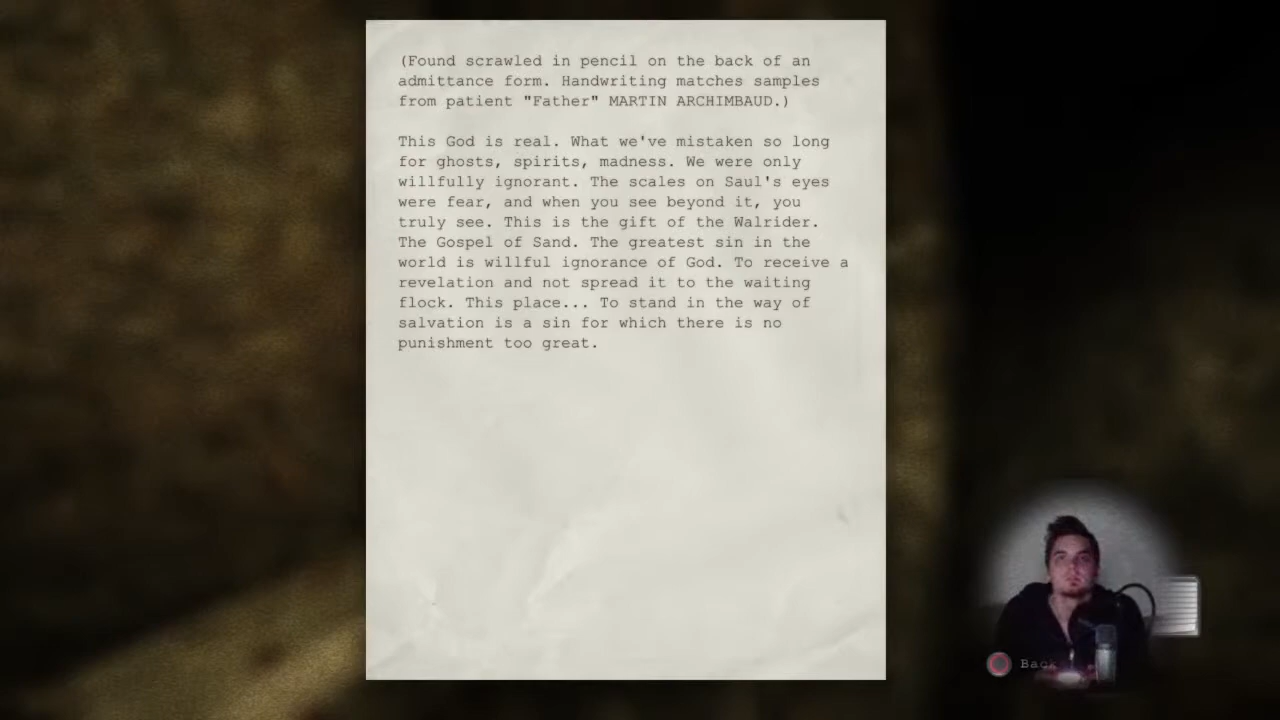 (Found scrawled in pencil on the back of an
admittance form. Handwriting matches samples
from patient "Father" MARTIN ARCHIMBAUD.)
This God is real. What we've mistaken so long
for ghosts, spirits, madness. We were only
willfully ignorant. The scales on Saul's eyes
were fear, and when you see beyond it, you
truly see. This is the gift of the Walrider.
The Gospel of Sand. The greatest sin in the
world is willful ignorance of God. To receive a
revelation and not spread it to the waiting
flock. This place... To stand in the way of
salvation is a sin for which there is no
punishment too great.
Back